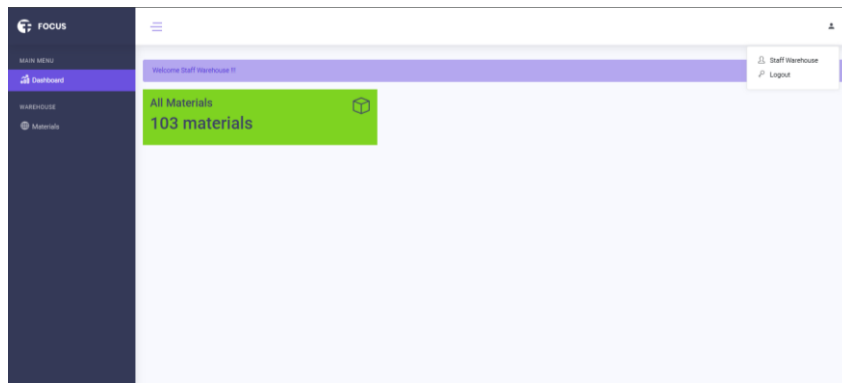 FOCUS
MAIN MENU
Dashboard
WAREHOUSE
Materials
Welcome Staff Warehouse !!!
All Materials
103 materials
Staff Warehouse
Logout